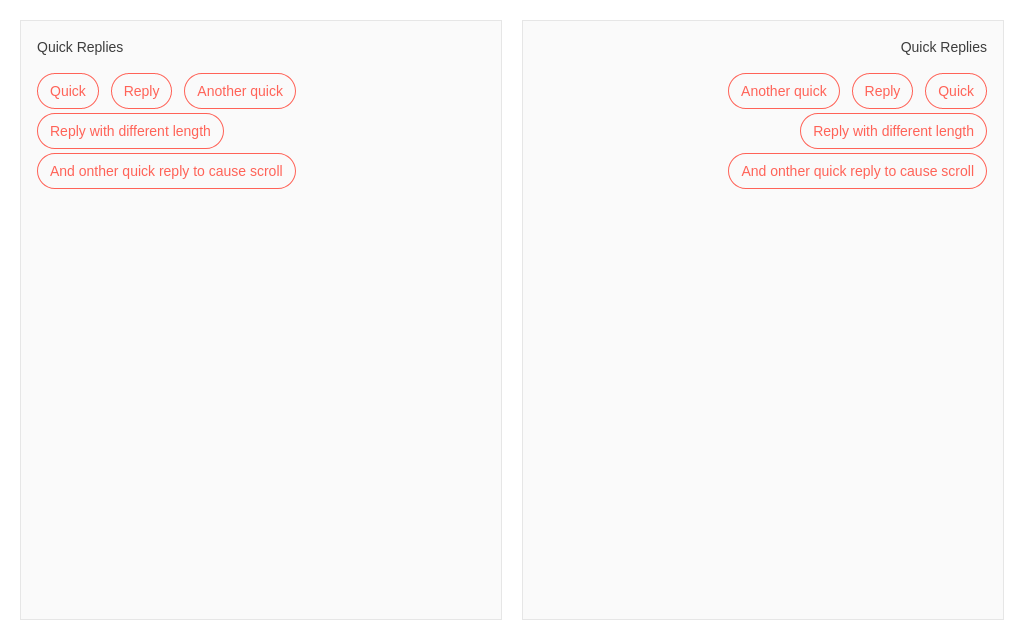 Quick Replies
Quick Reply Another quick
Reply with different length
And onther quick reply to cause scroll
Quick Replies
Another quick Reply Quick
Reply with different length
And onther quick reply to cause scroll